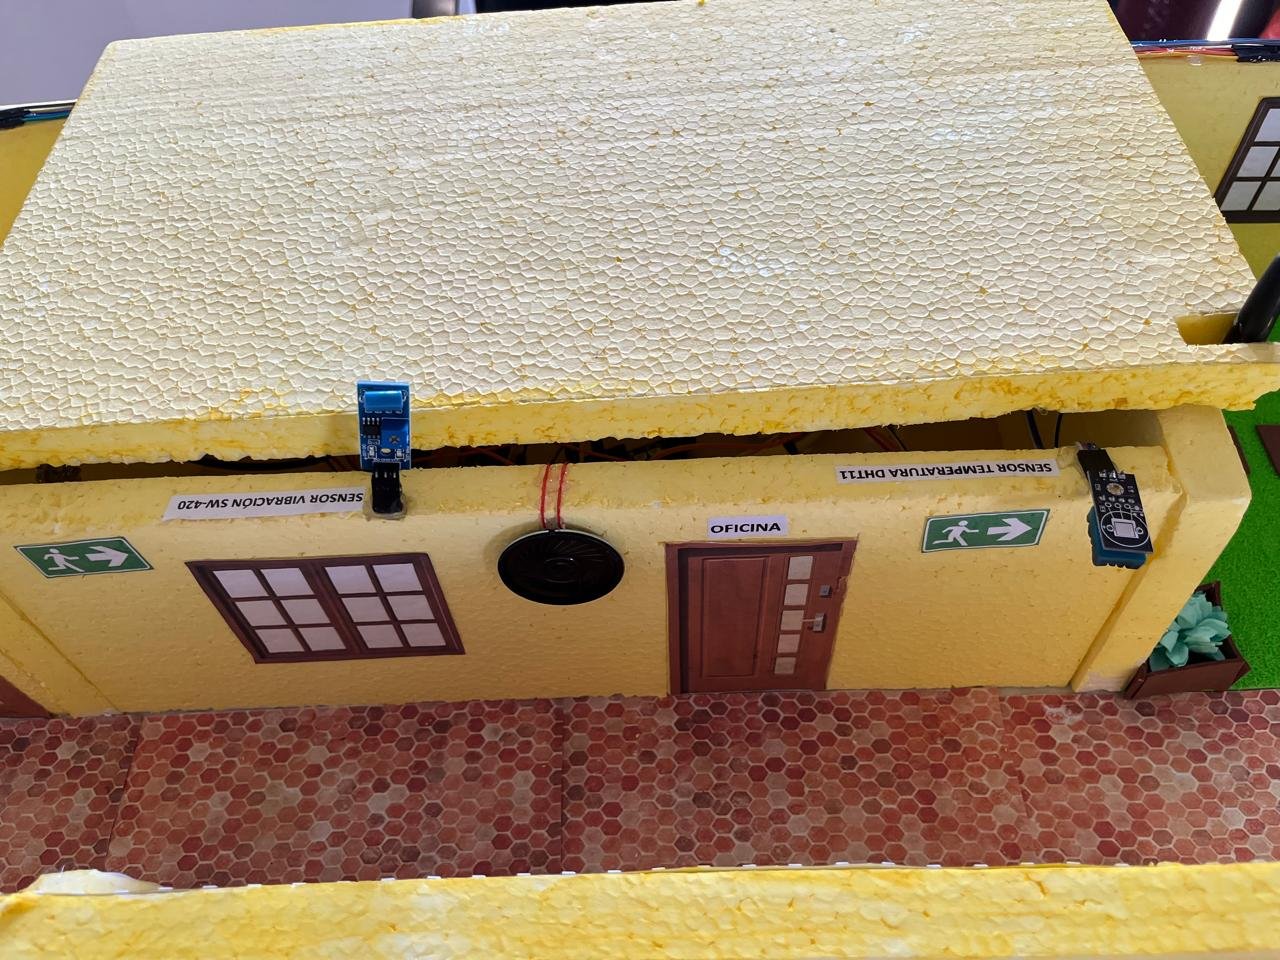 SENSOR VIBRACIÓN SW-420
OFICINA
SENSOR TEMPERATURA DHT11